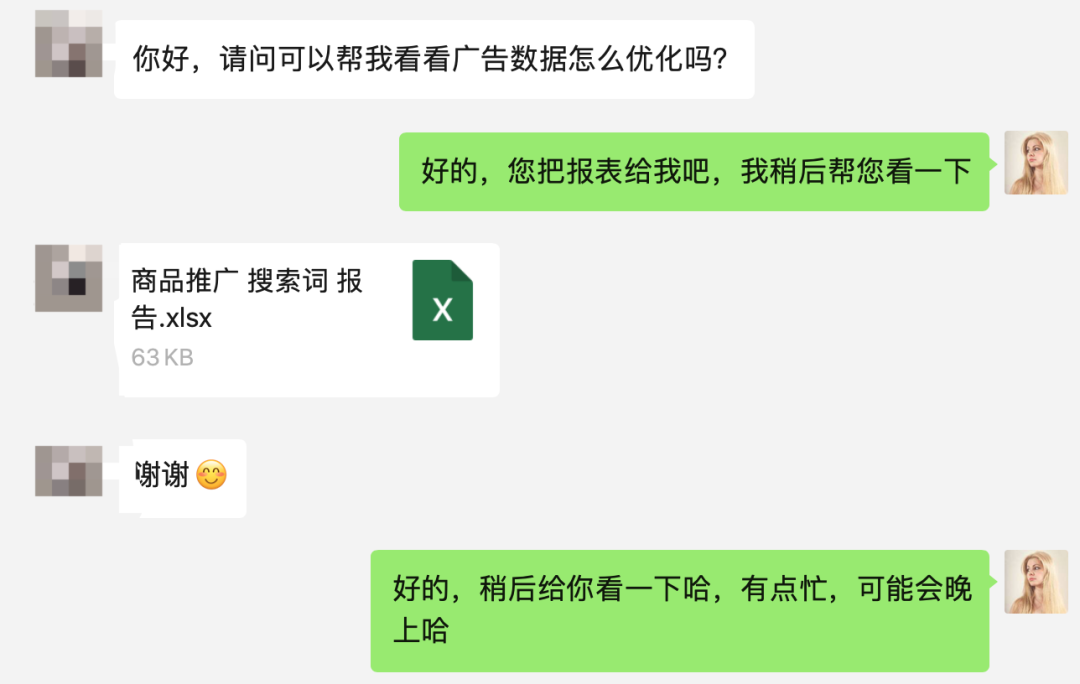 你好，请问可以帮我看看广告数据怎么优化吗?
好的，您把报表给我吧，我稍后帮您看一下
商品推广 搜索词 报
告.xlsx
X
63 KB
谢谢😊
好的，稍后给你看一下哈，有点忙，可能会晚
上哈